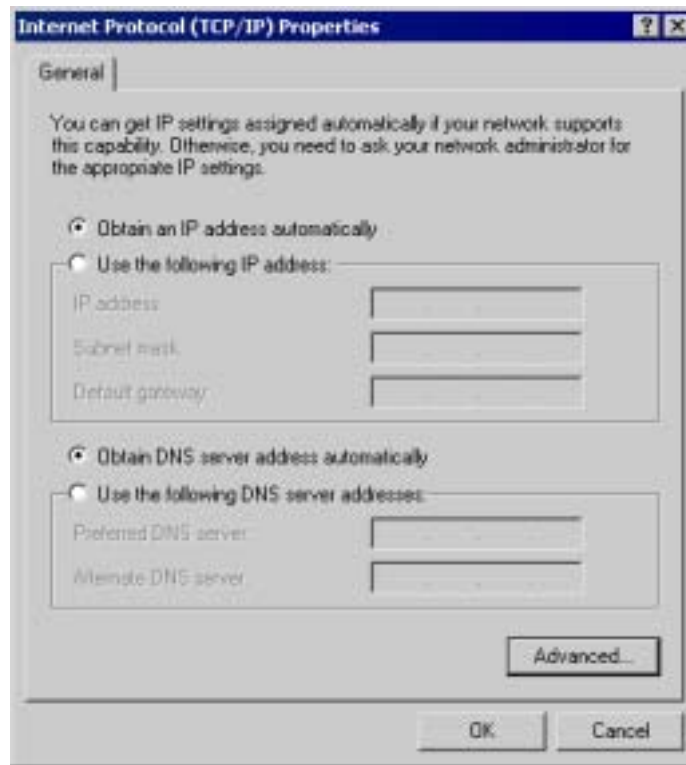 Internet Protocol (TCP/IP) Properties
General
You can get IP settings assigned automatically if your network supports
this capability. Otherwise, you need to ask your network administrator for
the appropriate IP settings.
Obtain an IP address automatically
Use the following IP address:
IP address
Subnet mask
Default gateway
Obtain DNS server address automatically
Use the following DNS server addresses:
Preferred DNS server
Alternate DNS server
Advanced...
OK
Cancel